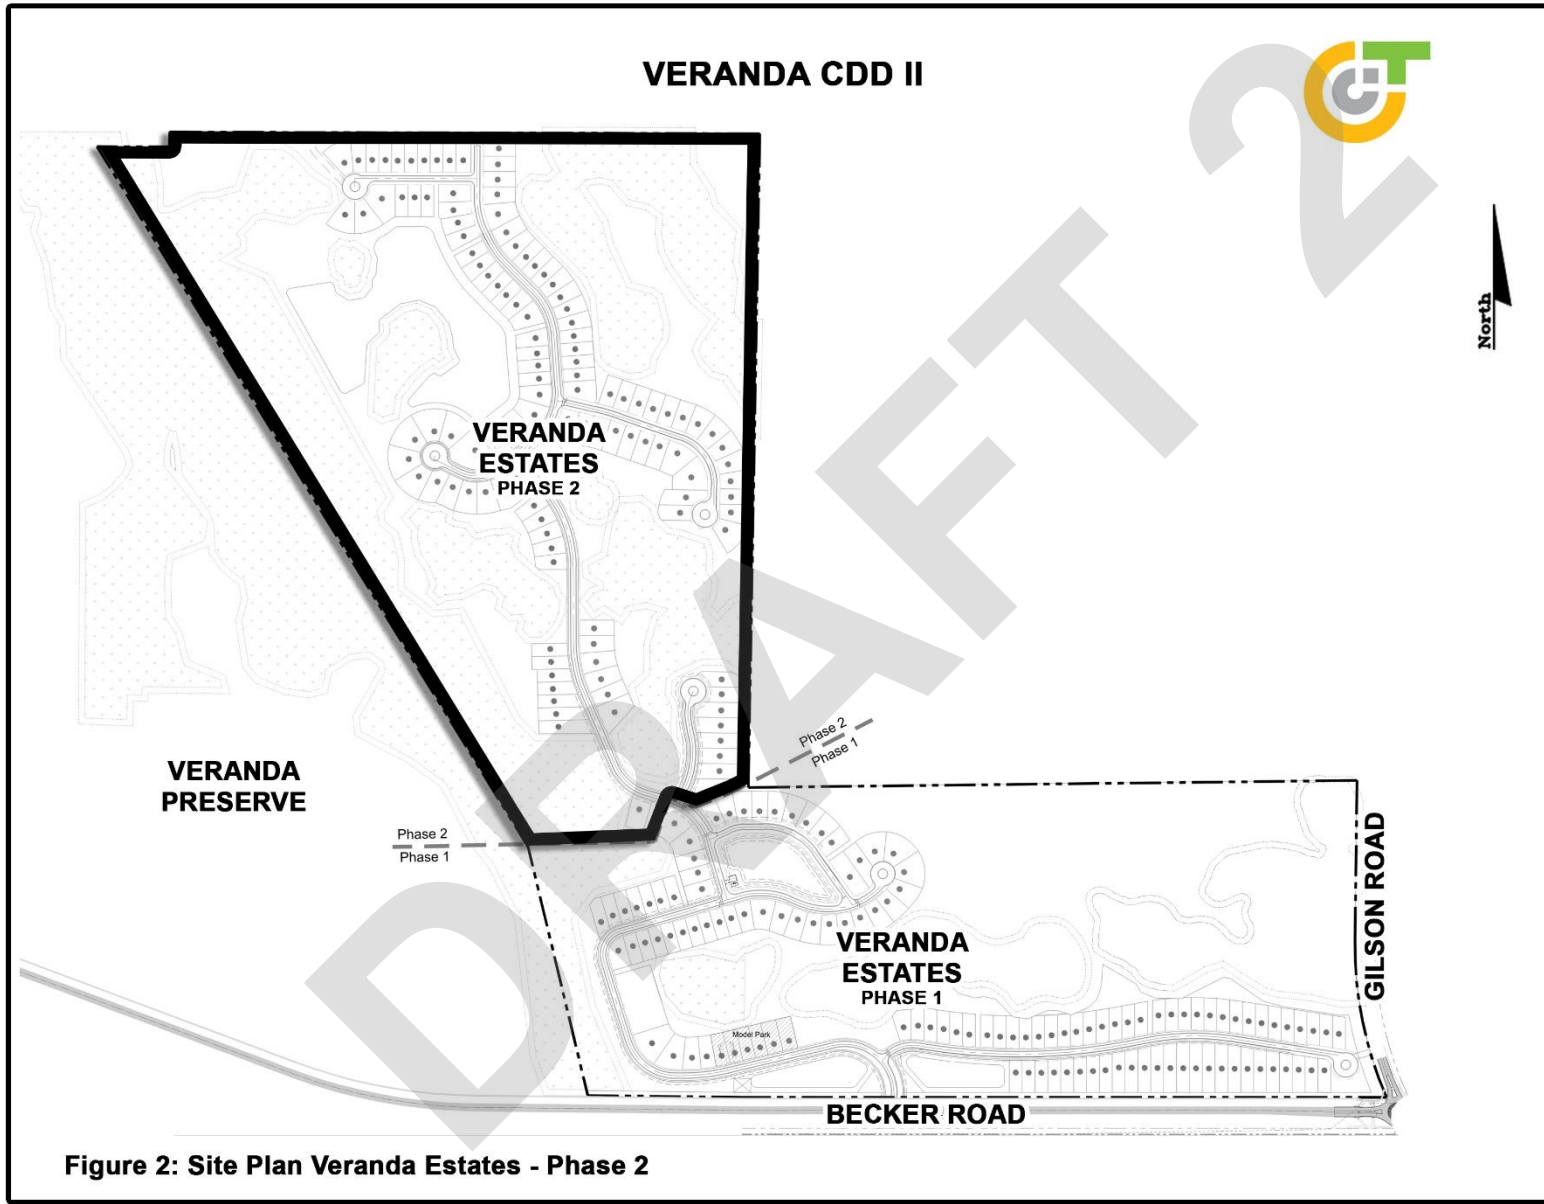 VERANDA CDD II
DRAFT 2
North
VERANDA
ESTATES
PHASE 2
Phase 2
Phase 1
VERANDA
PRESERVE
Phase 2
Phase 1
GILSON ROAD
VERANDA
ESTATES
PHASE 1
Model Park
BECKER ROAD
Figure 2: Site Plan Veranda Estates - Phase 2